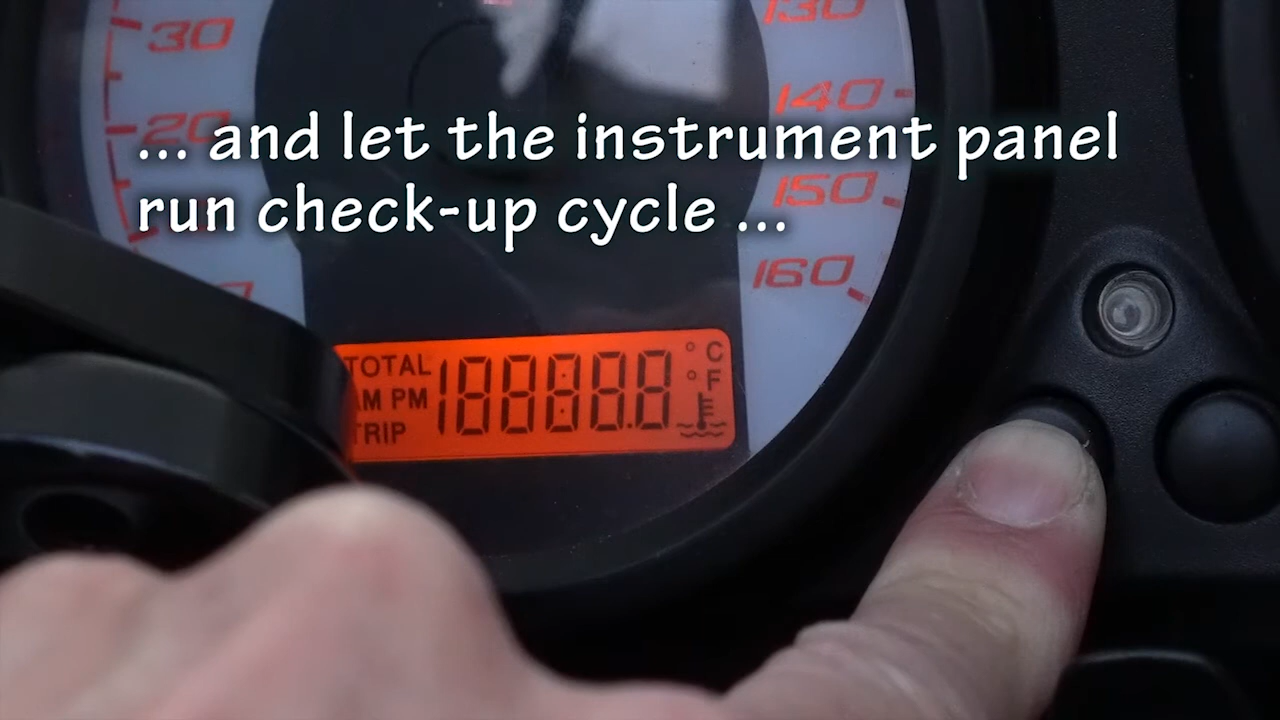 30
130
140
20
... and let the instrument panel
150
run check-up cycle ...
160
TOTAL
188888
°C
°F
AM PM
E
TRIP